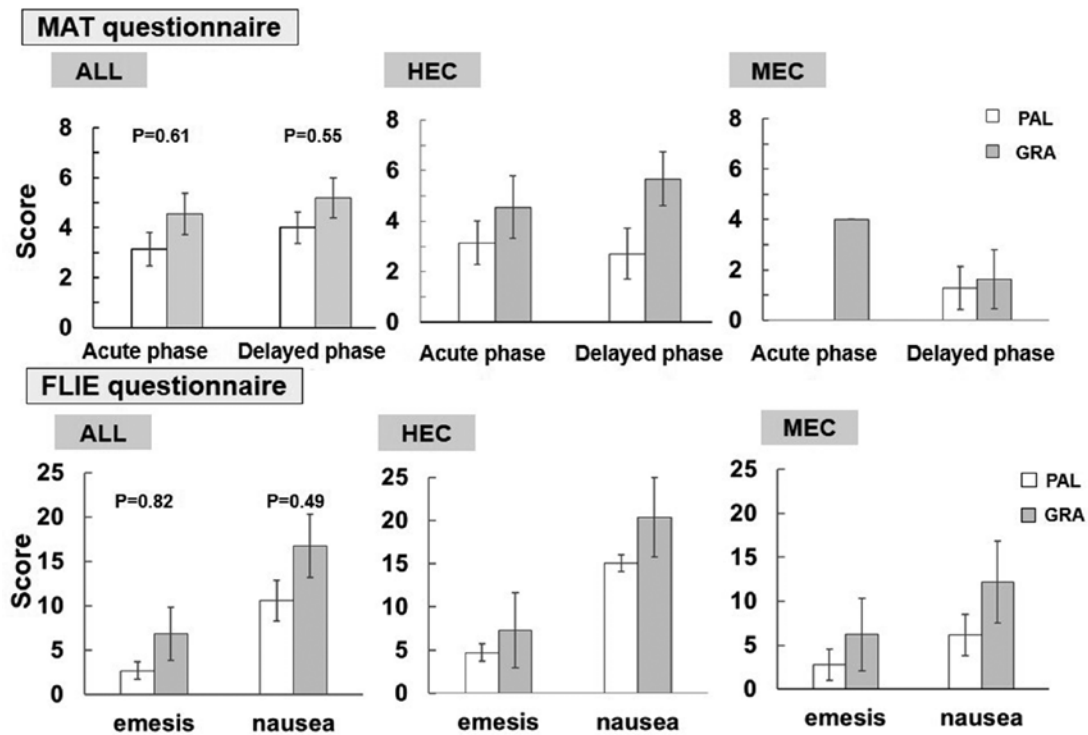 MAT questionnaire
ALL
HEC
MEC
P=0.61
P=0.55
PAL
GRA
Score
8
6
4
2
0
8
6
4
2
0
8
6
4
2
0
Acute phase
Delayed phase
Acute phase
Delayed phase
Acute phase
Delayed phase
FLIE questionnaire
ALL
HEC
MEC
P=0.82
P=0.49
PAL
GRA
Score
25
20
15
10
5
0
25
20
15
10
5
0
25
20
15
10
5
0
emesis
nausea
emesis
nausea
emesis
nausea